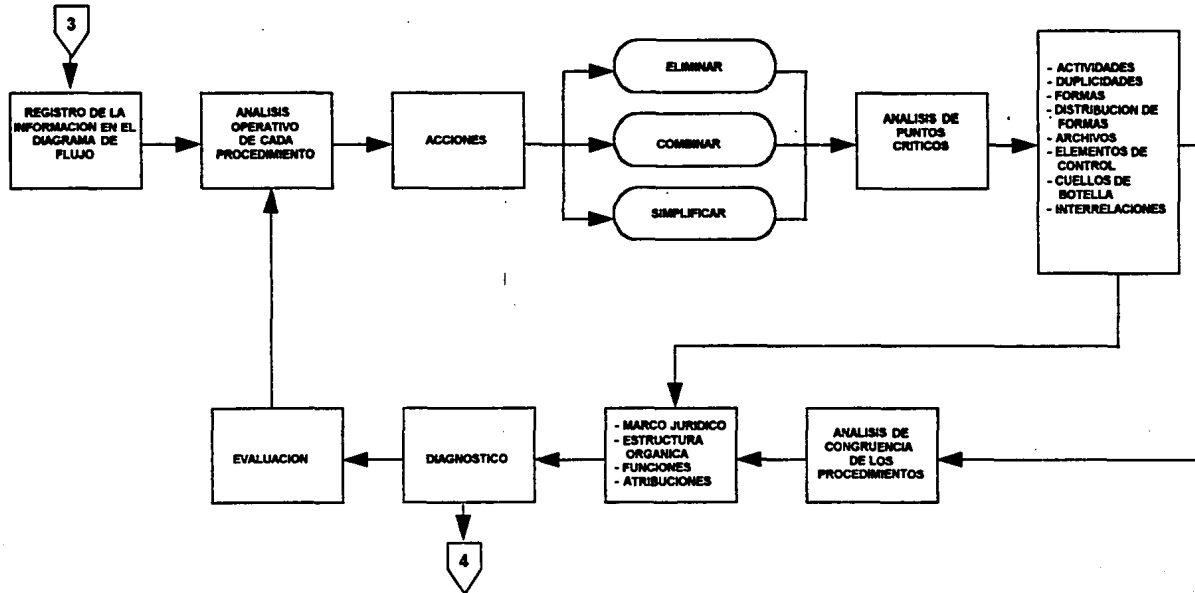 3
REGISTRO DE LA
INFORMACION EN EL
DIAGRAMA DE
FLUJO
ANALISIS
OPERATIVO
DE CADA
PROCEDIMIENTO
ACCIONES
ELIMINAR
COMBINAR
SIMPLIFICAR
ANALISIS DE
PUNTOS
CRITICOS
- ACTIVIDADES
- DUPLICIDADES
- FORMAS
- DISTRIBUCION DE
FORMAS
- ARCHIVOS
- ELEMENTOS DE
CONTROL
- CUELLOS DE
BOTELLA
- INTERRELACIONES
EVALUACION
DIAGNOSTICO
- MARCO JURIDICO
- ESTRUCTURA
ORGANICA
- FUNCIONES
- ATRIBUCIONES
ANALISIS DE
CONGRUENCIA
DE LOS
PROCEDIMIENTOS
4